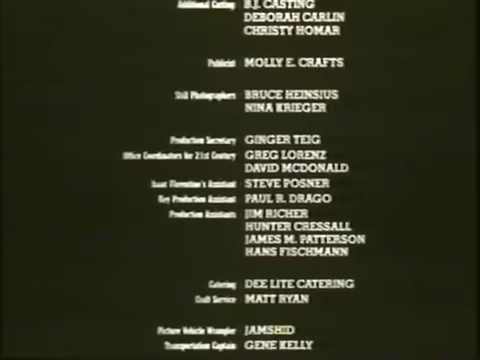 Additional Casting B.J. CASTING
DEBORAH CARLIN
CHRISTY HOMAR
Publicist MOLLY E. CRAFTS
Still Photographers BRUCE HEINSIUS
NINA KRIEGER
Production Secretary GINGER TEIG
Office Coordinators for 21st Century GREG LORENZ
DAVID MCDONALD
Isaac Florentine's Assistant STEVE POSNER
Key Production Assistant PAUL R. DRAGO
Production Assistants JIM RICHER
HUNTER CRESSALL
JAMES M. PATTERSON
HANS FISCHMANN
Catering DEE LITE CATERING
Craft Service MATT RYAN
Picture Vehicle Wrangler JAMSHID
Transportation Captain GENE KELLY